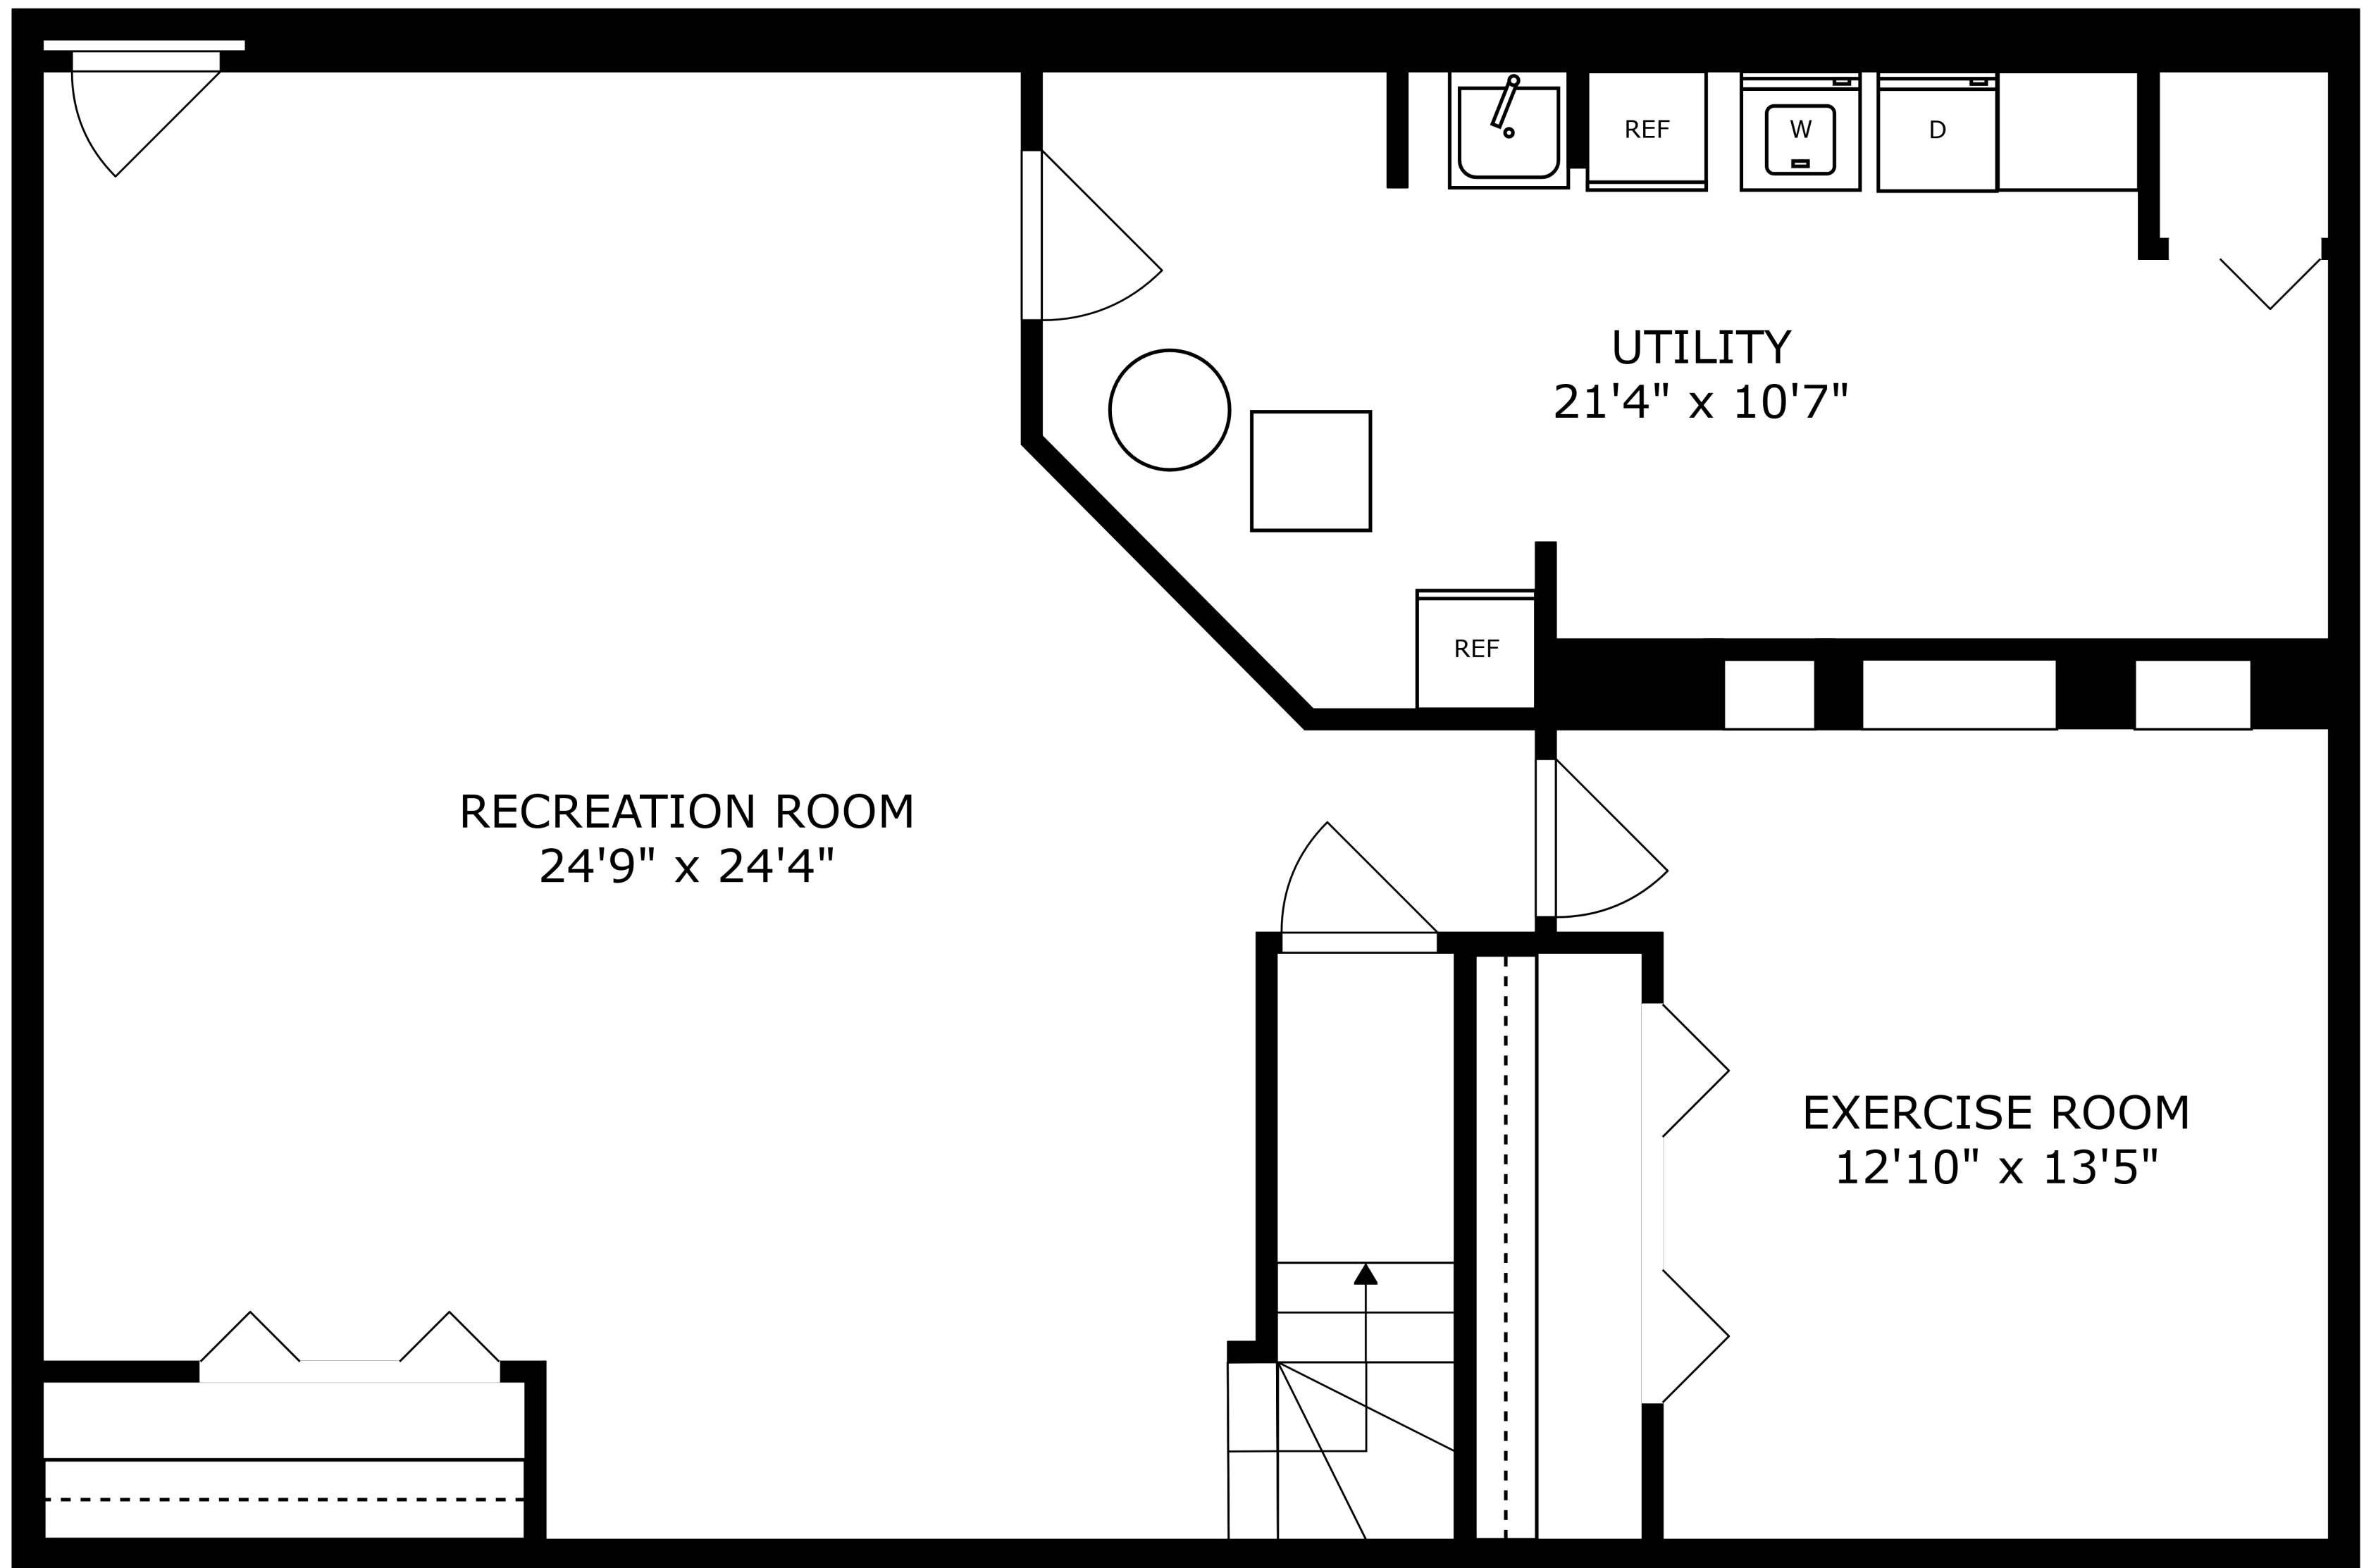 REF
W
D
UTILITY
21'4" x 10'7"
REF
RECREATION ROOM
24'9" x 24'4"
EXERCISE ROOM
12'10" x 13'5"